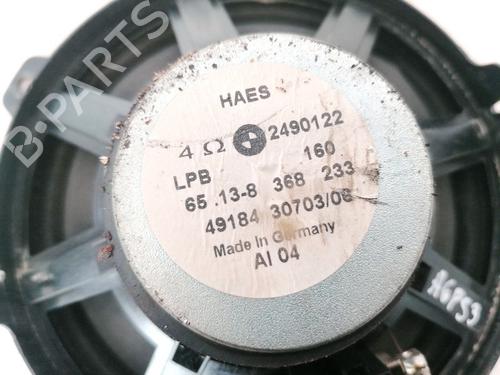 B-PARTS
HAES
4 Ω 2490122
LPB 160
65 .13-8 368 233
49184 30703/06
Made In Germany
AI 04
AGPS9